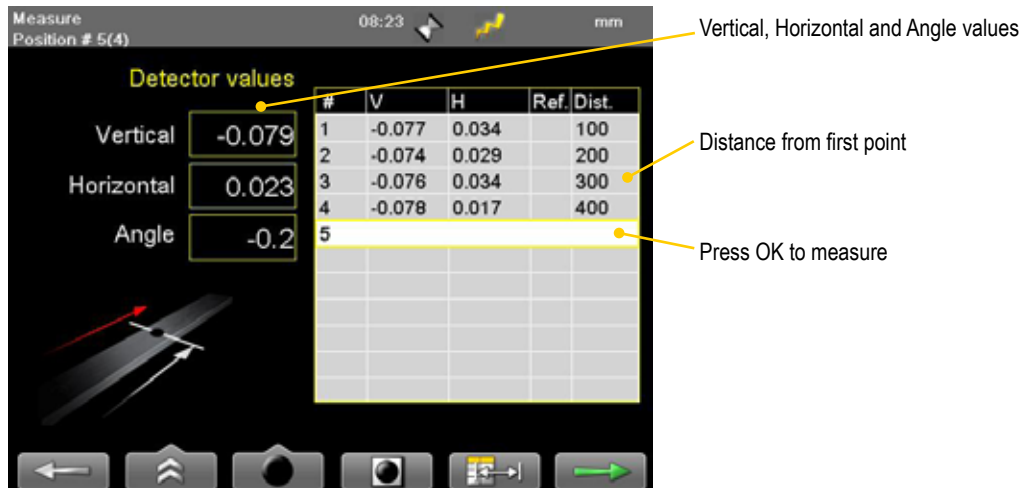 Measure 08:23 mm
Position # 5(4)
Vertical, Horizontal and Angle values
Detector values
# V H Ref. Dist.
Vertical -0.079
1 -0.077 0.034 100
2 -0.074 0.029 200
Distance from first point
Horizontal 0.023
3 -0.076 0.034 300
4 -0.078 0.017 400
Angle -0.2
5
Press OK to measure